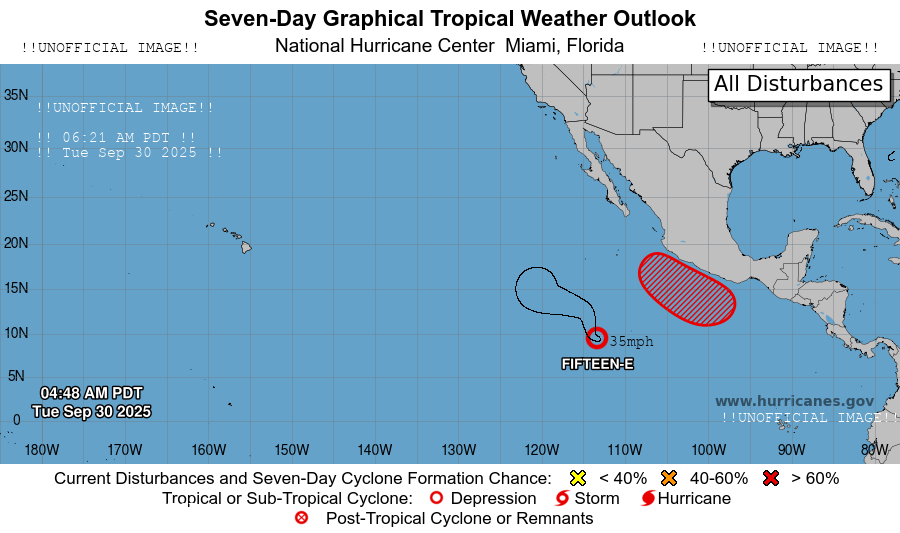 Seven-Day Graphical Tropical Weather Outlook
!!UNOFFICIAL IMAGE!! National Hurricane Center Miami, Florida !!UNOFFICIAL IMAGE!!
All Disturbances
35N
!!UNOFFICIAL IMAGE!!
!! 06:21 AM PDT !!
30N
!! Tue Sep 30 2025 !!
25N
20N
15N
10N
35mph
FIFTEEN-E
5N
04:48 AM PDT
Tue Sep 30 2025
www.hurricanes.gov
0
!!UNOFFICIAL IMAGE!!
180W 170W 160W 150W 140W 130W 120W 110W 100W 90W 80W
Current Disturbances and Seven-Day Cyclone Formation Chance: < 40% 40-60% > 60%
Tropical or Sub-Tropical Cyclone: Depression Storm Hurricane
Post-Tropical Cyclone or Remnants